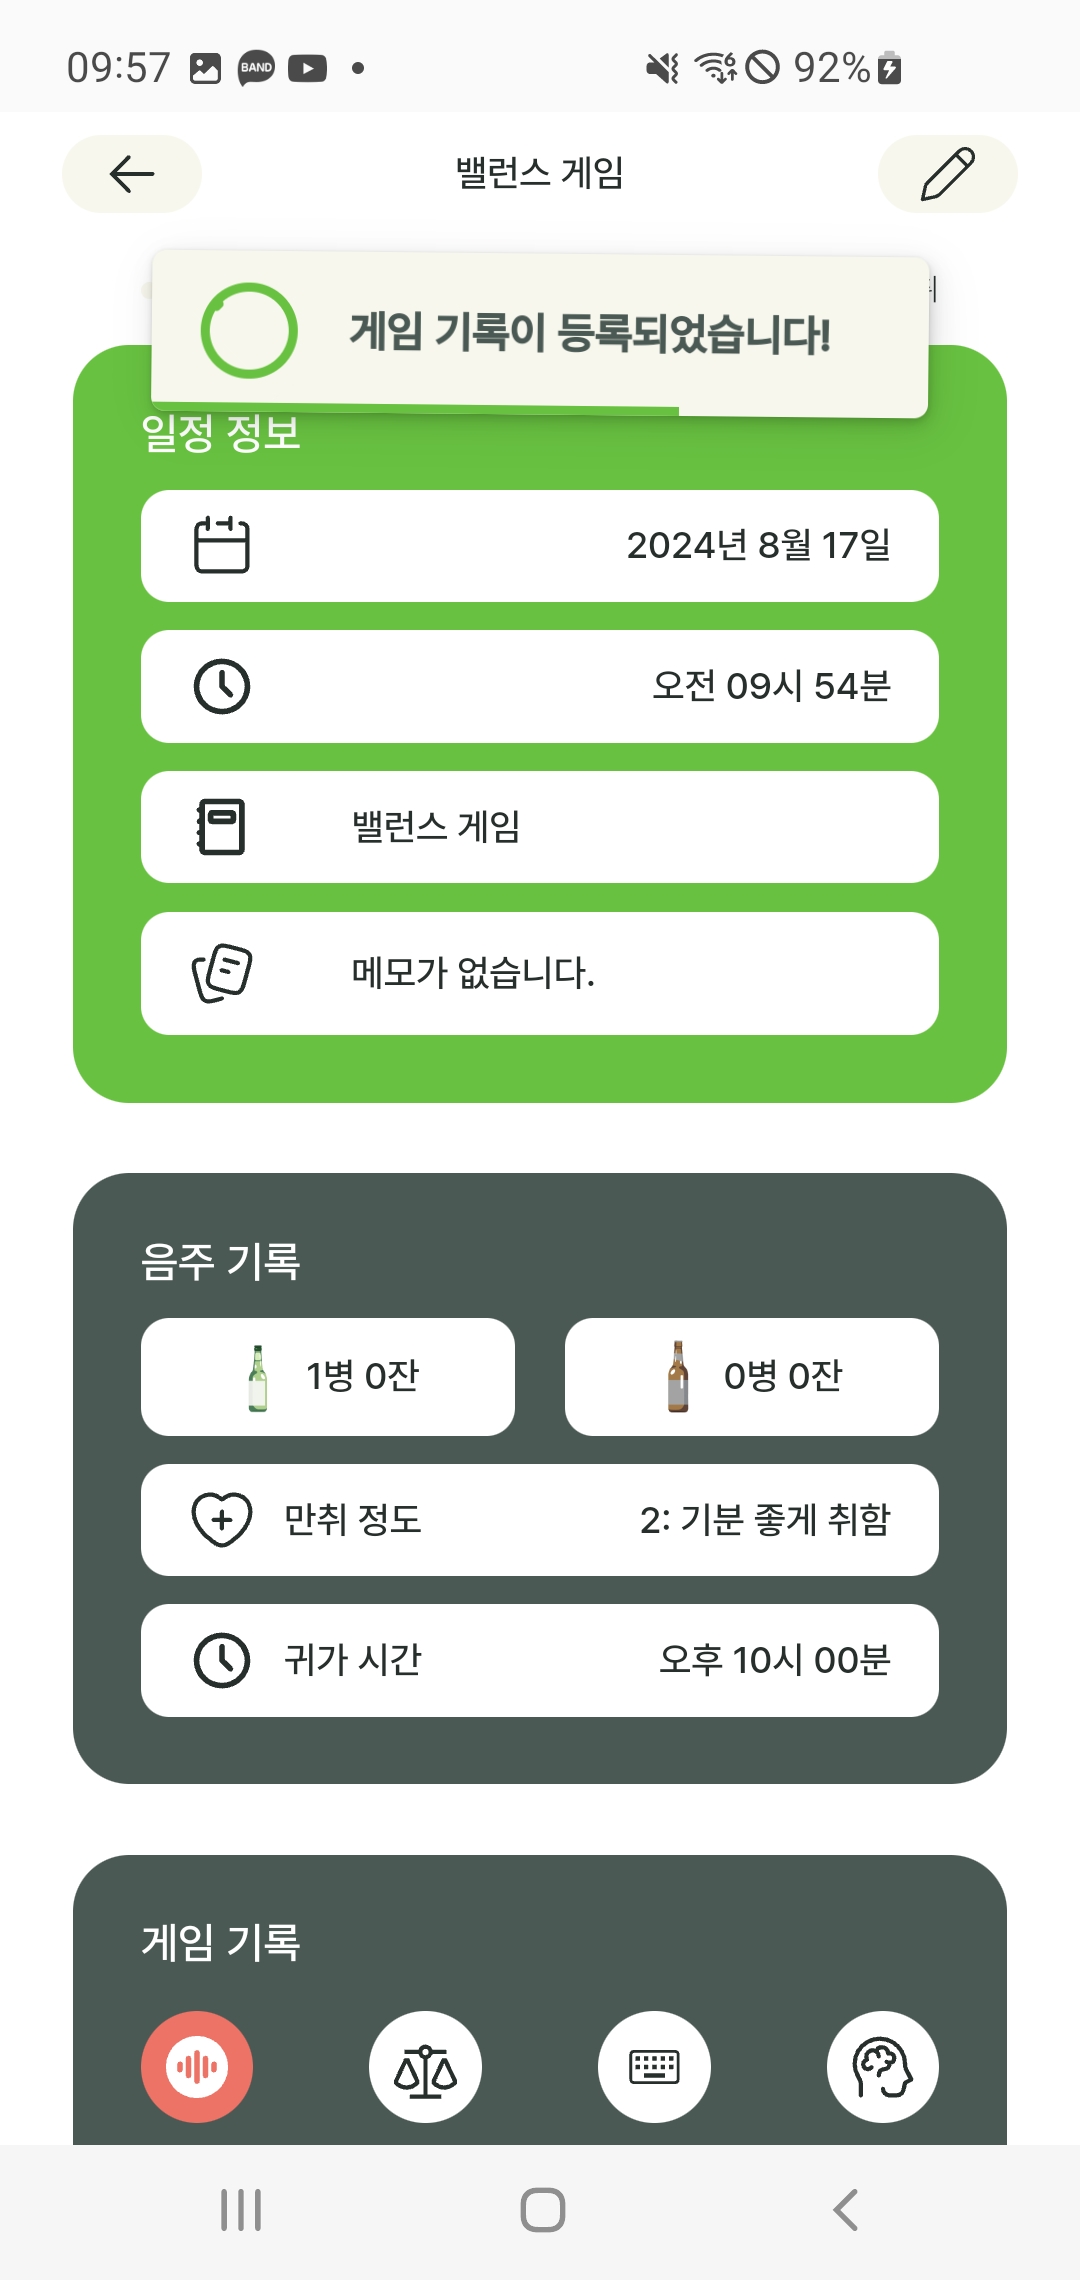 09:57 BAND 6 92%
밸런스 게임
게임 기록이 등록되었습니다!
일정 정보
2024년 8월 17일
오전 09시 54분
밸런스 게임
메모가 없습니다.
음주 기록
1병 0잔
0병 0잔
만취 정도 2: 기분 좋게 취함
귀가 시간 오후 10시 00분
게임 기록